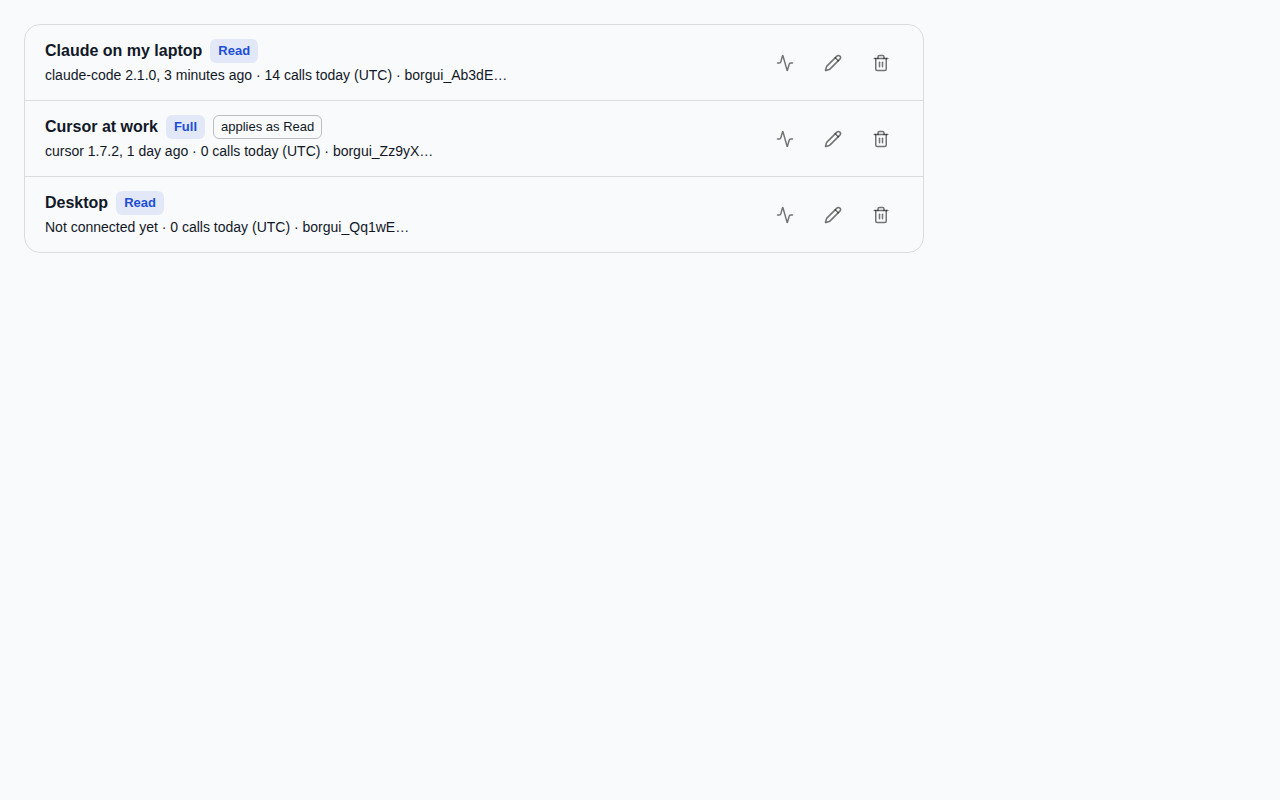 Claude on my laptop Read
claude-code 2.1.0, 3 minutes ago · 14 calls today (UTC) · borgui_Ab3dE…
Cursor at work Full applies as Read
cursor 1.7.2, 1 day ago · 0 calls today (UTC) · borgui_Zz9yX…
Desktop Read
Not connected yet · 0 calls today (UTC) · borgui_Qq1wE…